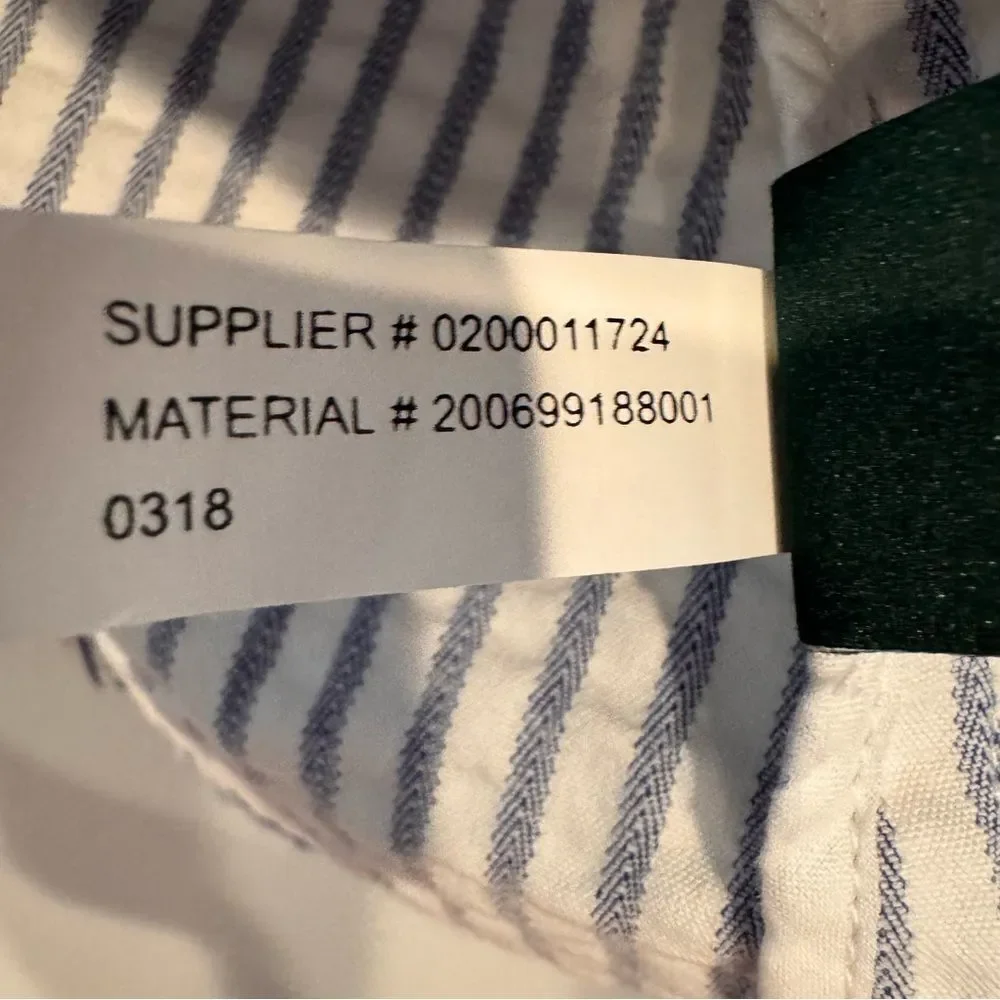 SUPPLIER # 0200011724
MATERIAL # 200699188001
0318